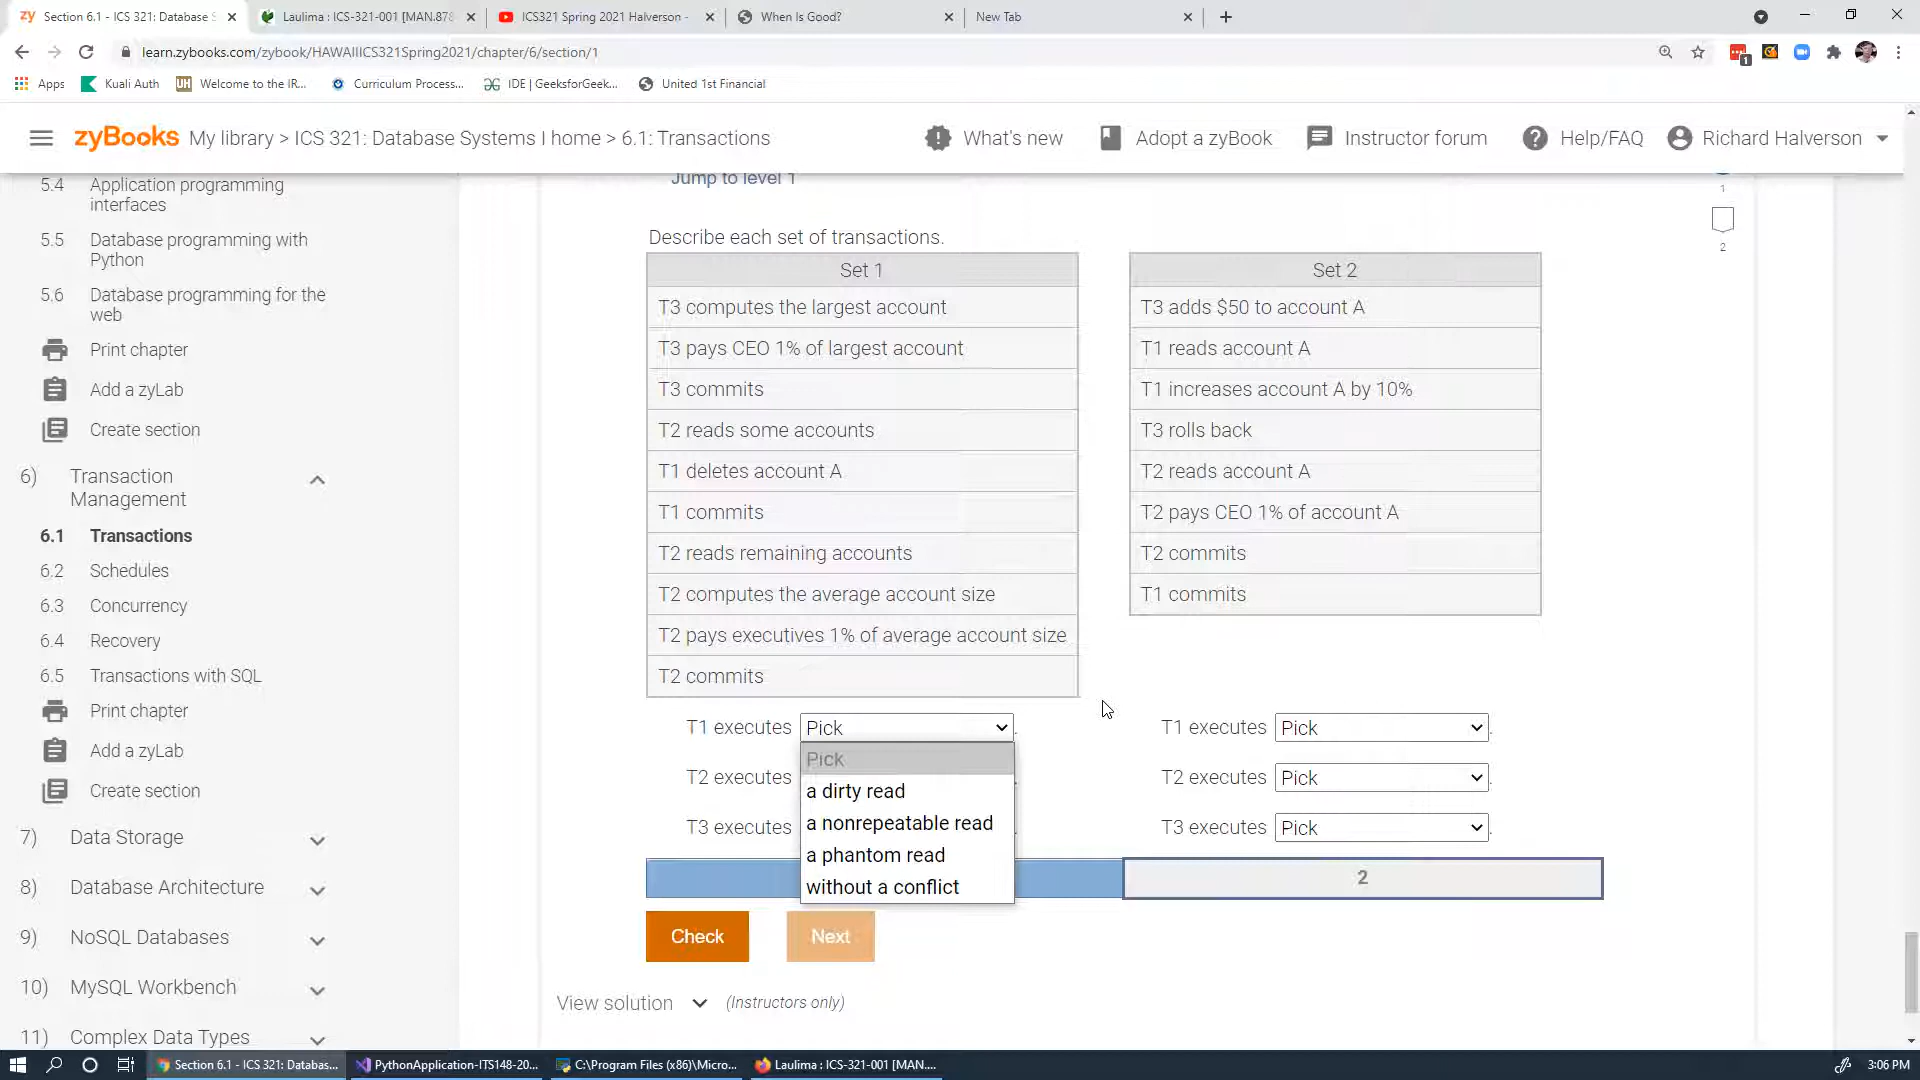 Section 6.1 - ICS 321: Database S
Laulima : ICS-321-001 [MAN.878
ICS321 Spring 2021 Halverson -
When Is Good?
New Tab
learn.zybooks.com/zybook/HAWAIIICS321Spring2021/chapter/6/section/1
1
Apps
Kuali Auth
UH Welcome to the IR...
Curriculum Process...
IDE | GeeksforGeek...
United 1st Financial
zyBooks My library > ICS 321: Database Systems I home > 6.1: Transactions
What's new
Adopt a zyBook
Instructor forum
Help/FAQ
Richard Halverson
5.4 Application programming
interfaces
5.5 Database programming with
Python
5.6 Database programming for the
web
Print chapter
Add a zyLab
Create section
6) Transaction
Management
6.1 Transactions
6.2 Schedules
6.3 Concurrency
6.4 Recovery
6.5 Transactions with SQL
Print chapter
Add a zyLab
Create section
7) Data Storage
8) Database Architecture
9) NoSQL Databases
10) MySQL Workbench
11) Complex Data Types
Jump to level 1
1
2
Describe each set of transactions.
Set 1
T3 computes the largest account
T3 pays CEO 1% of largest account
T3 commits
T2 reads some accounts
T1 deletes account A
T1 commits
T2 reads remaining accounts
T2 computes the average account size
T2 pays executives 1% of average account size
T2 commits
Set 2
T3 adds $50 to account A
T1 reads account A
T1 increases account A by 10%
T3 rolls back
T2 reads account A
T2 pays CEO 1% of account A
T2 commits
T1 commits
T1 executes Pick .
Pick
a dirty read
a nonrepeatable read
a phantom read
without a conflict
T2 executes .
T3 executes .
T1 executes Pick .
T2 executes Pick .
T3 executes Pick .
2
Check
Next
View solution (Instructors only)
Section 6.1 - ICS 321: Databas...
PythonApplication-ITS148-20...
C:\Program Files (x86)\Micro...
Laulima : ICS-321-001 [MAN....
3:06 PM